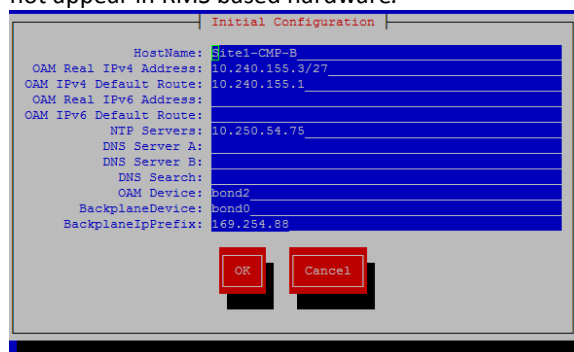 not appear in RMS based hardware.
Initial Configuration
HostName: Site1-CMP-B
OAM Real IPv4 Address: 10.240.155.3/27
OAM IPv4 Default Route: 10.240.155.1
OAM Real IPv6 Address:
OAM IPv6 Default Route:
NTP Servers: 10.250.54.75
DNS Server A:
DNS Server B:
DNS Search:
OAM Device: bond2
BackplaneDevice: bond0
BackplaneIpPrefix: 169.254.88
OK Cancel